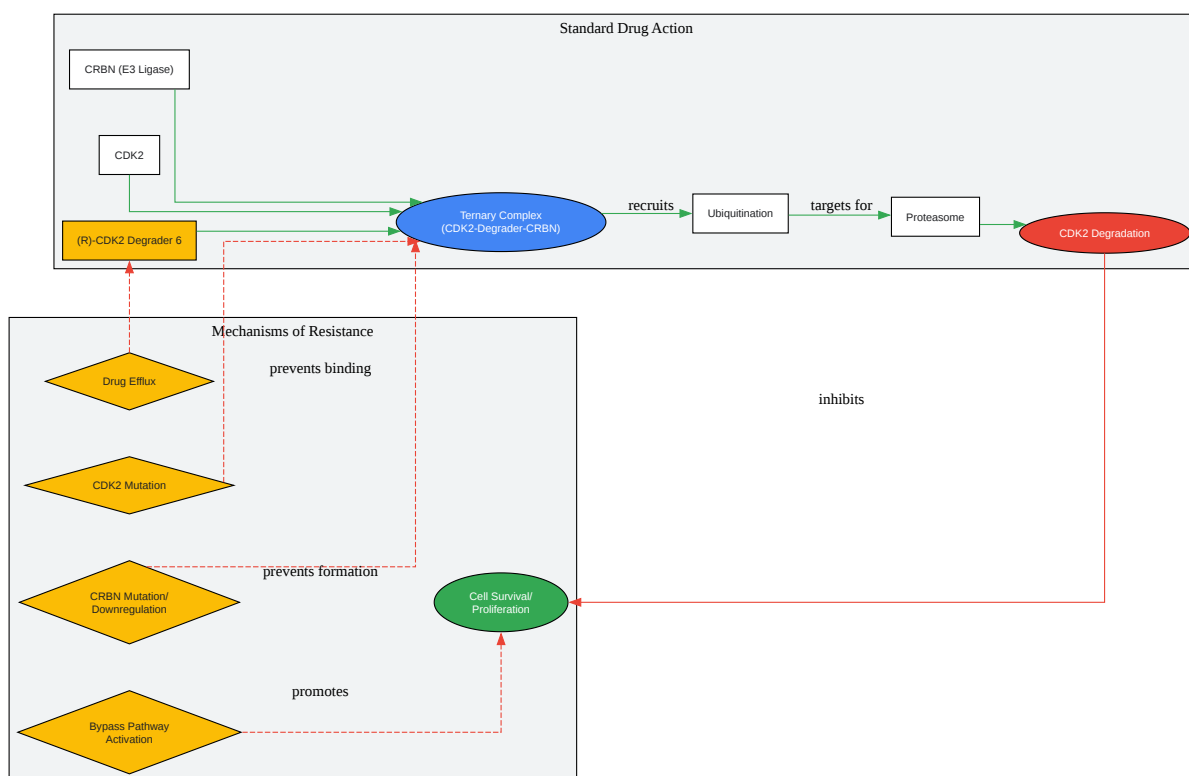 Standard Drug Action
CRBN (E3 Ligase)
CDK2
(R)-CDK2 Degrader 6
Ternary Complex
(CDK2-Degrader-CRBN)
recruits
Ubiquitination
targets for
Proteasome
CDK2 Degradation
Mechanisms of Resistance
prevents binding
Drug Efflux
inhibits
CDK2 Mutation
prevents formation
CRBN Mutation/
Downregulation
Cell Survival/
Proliferation
promotes
Bypass Pathway
Activation